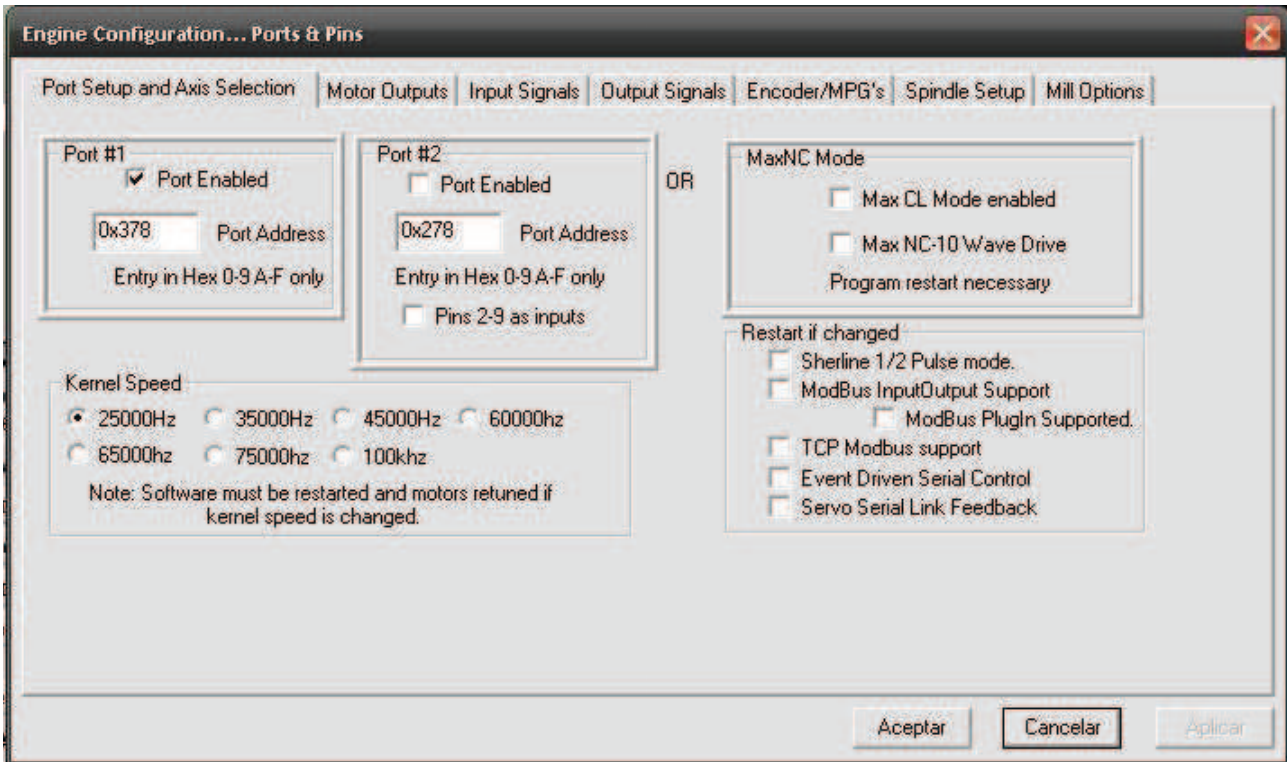 Engine Configuration... Ports & Pins
Port Setup and Axis Selection Motor Outputs Input Signals Output Signals Encoder/MPG's Spindle Setup Mill Options
Port #1
Port Enabled
0x378 Port Address
Entry in Hex 0-9 A-F only
Port #2
Port Enabled
0x278 Port Address
Entry in Hex 0-9 A-F only
Pins 2-9 as inputs
OR
MaxNC Mode
Max CL Mode enabled
Max NC-10 Wave Drive
Program restart necessary
Restart if changed
Sherline 1/2 Pulse mode.
ModBus InputOutput Support
ModBus PlugIn Supported.
TCP Modbus support
Event Driven Serial Control
Servo Serial Link Feedback
Kernel Speed
25000Hz 35000Hz 45000Hz 60000hz
65000hz 75000hz 100khz
Note: Software must be restarted and motors retuned if
kernel speed is changed.
Aceptar Cancelar Aplicar